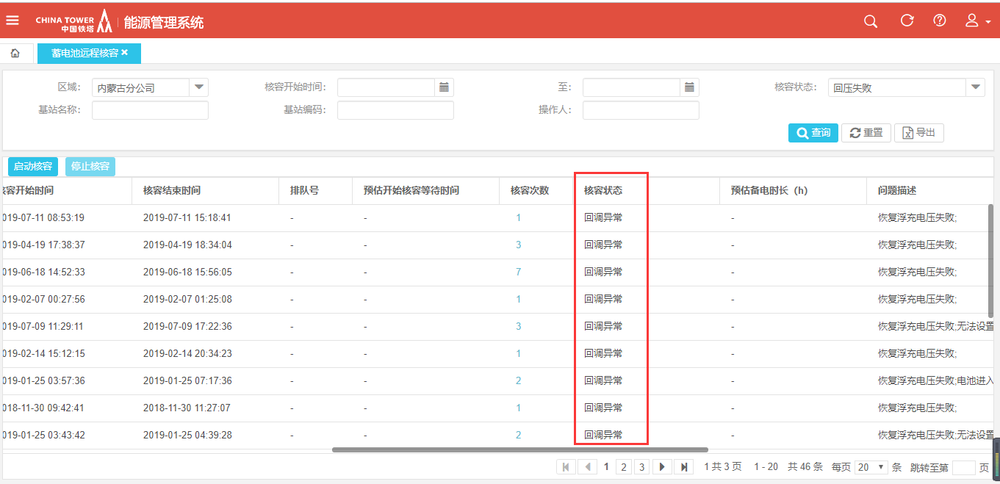 CHINA TOWER
中国铁塔
能源管理系统
蓄电池远程核容 ×
区域： 内蒙古分公司 核容开始时间： 至： 核容状态： 回压失败
基站名称： 基站编码： 操作人：
查询 重置 导出
启动核容 停止核容
核容开始时间 核容结束时间 排队号 预估开始核容等待时间 核容次数 核容状态 预估备电时长（h） 问题描述
019-07-11 08:53:19 2019-07-11 15:18:41 - - 1 回调异常 - 恢复浮充电压失败;
019-04-19 17:38:37 2019-04-19 18:34:04 - - 3 回调异常 - 恢复浮充电压失败;
019-06-18 14:52:33 2019-06-18 15:56:05 - - 7 回调异常 - 恢复浮充电压失败;
019-02-07 00:27:56 2019-02-07 01:25:08 - - 1 回调异常 - 恢复浮充电压失败;
019-07-09 11:29:11 2019-07-09 17:22:36 - - 3 回调异常 - 恢复浮充电压失败;无法设置
019-02-14 15:12:15 2019-02-14 20:34:23 - - 1 回调异常 - 恢复浮充电压失败;
019-01-25 03:57:36 2019-01-25 07:17:36 - - 2 回调异常 - 恢复浮充电压失败;电池进入
018-11-30 09:42:41 2018-11-30 11:27:07 - - 1 回调异常 - 恢复浮充电压失败;
019-01-25 03:43:42 2019-01-25 04:39:28 - - 2 回调异常 - 恢复浮充电压失败;无法设置
1 2 3 1 共 3 页 1 - 20 共 46 条 每页 20 条 跳转至第 页